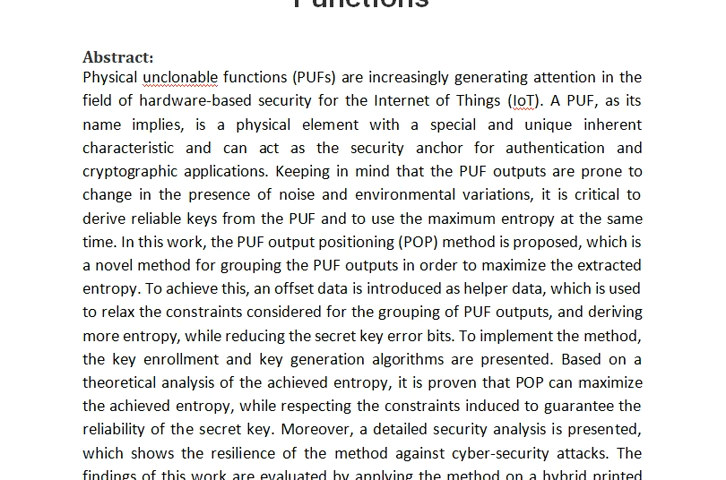 Functions
Abstract:
Physical unclonable functions (PUFs) are increasingly generating attention in the
field of hardware-based security for the Internet of Things (IoT). A PUF, as its
name implies, is a physical element with a special and unique inherent
characteristic and can act as the security anchor for authentication and
cryptographic applications. Keeping in mind that the PUF outputs are prone to
change in the presence of noise and environmental variations, it is critical to
derive reliable keys from the PUF and to use the maximum entropy at the same
time. In this work, the PUF output positioning (POP) method is proposed, which is
a novel method for grouping the PUF outputs in order to maximize the extracted
entropy. To achieve this, an offset data is introduced as helper data, which is used
to relax the constraints considered for the grouping of PUF outputs, and deriving
more entropy, while reducing the secret key error bits. To implement the method,
the key enrollment and key generation algorithms are presented. Based on a
theoretical analysis of the achieved entropy, it is proven that POP can maximize
the achieved entropy, while respecting the constraints induced to guarantee the
reliability of the secret key. Moreover, a detailed security analysis is presented,
which shows the resilience of the method against cyber-security attacks. The
findings of this work are evaluated by applying the method on a hybrid printed